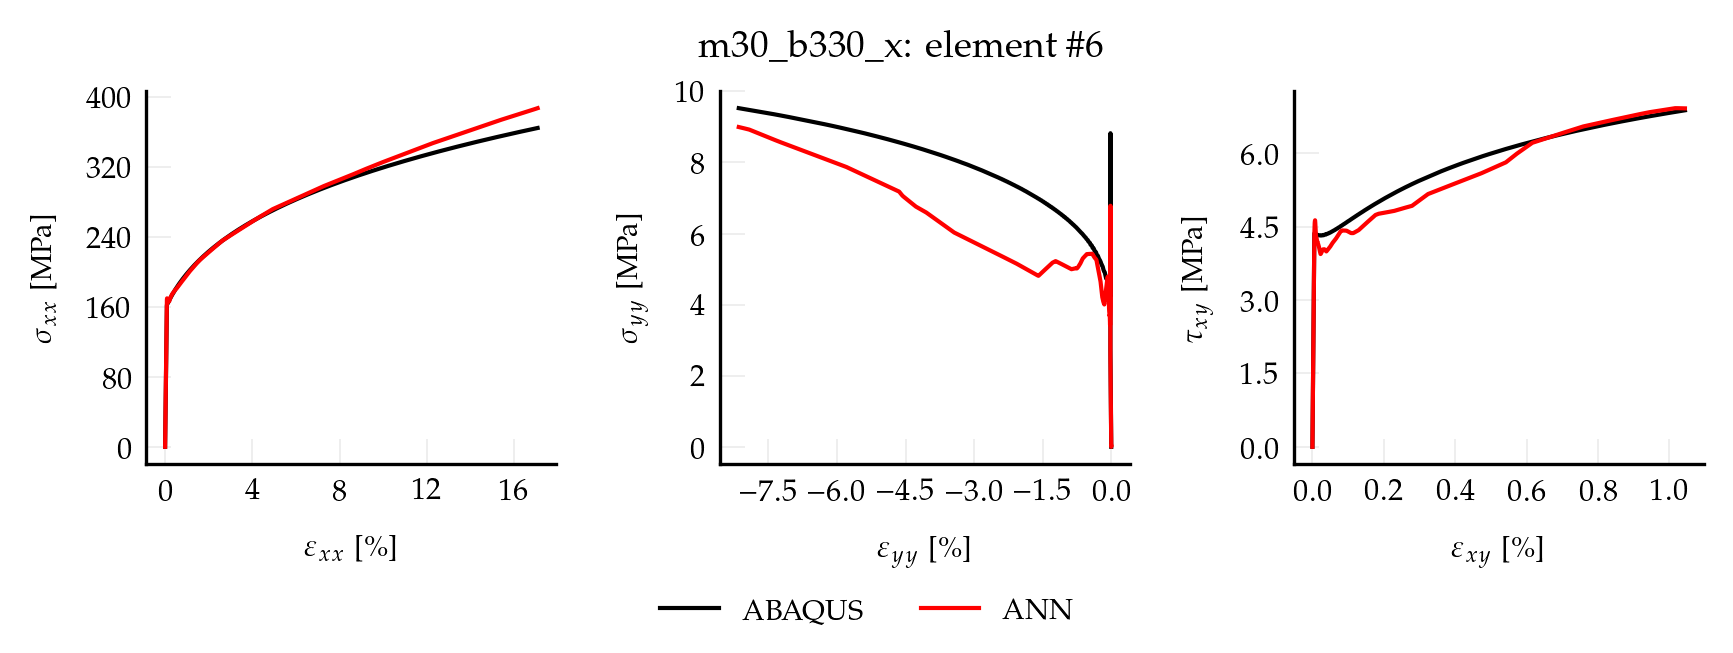 m30_b330_x: element #6
400
320
240
160
80
0
σxx [MPa]
0 4 8 12 16
εxx [%]
10
8
6
4
2
0
σyy [MPa]
−7.5 −6.0 −4.5 −3.0 −1.5 0.0
εyy [%]
6.0
4.5
3.0
1.5
0.0
τxy [MPa]
0.0 0.2 0.4 0.6 0.8 1.0
εxy [%]
ABAQUS ANN